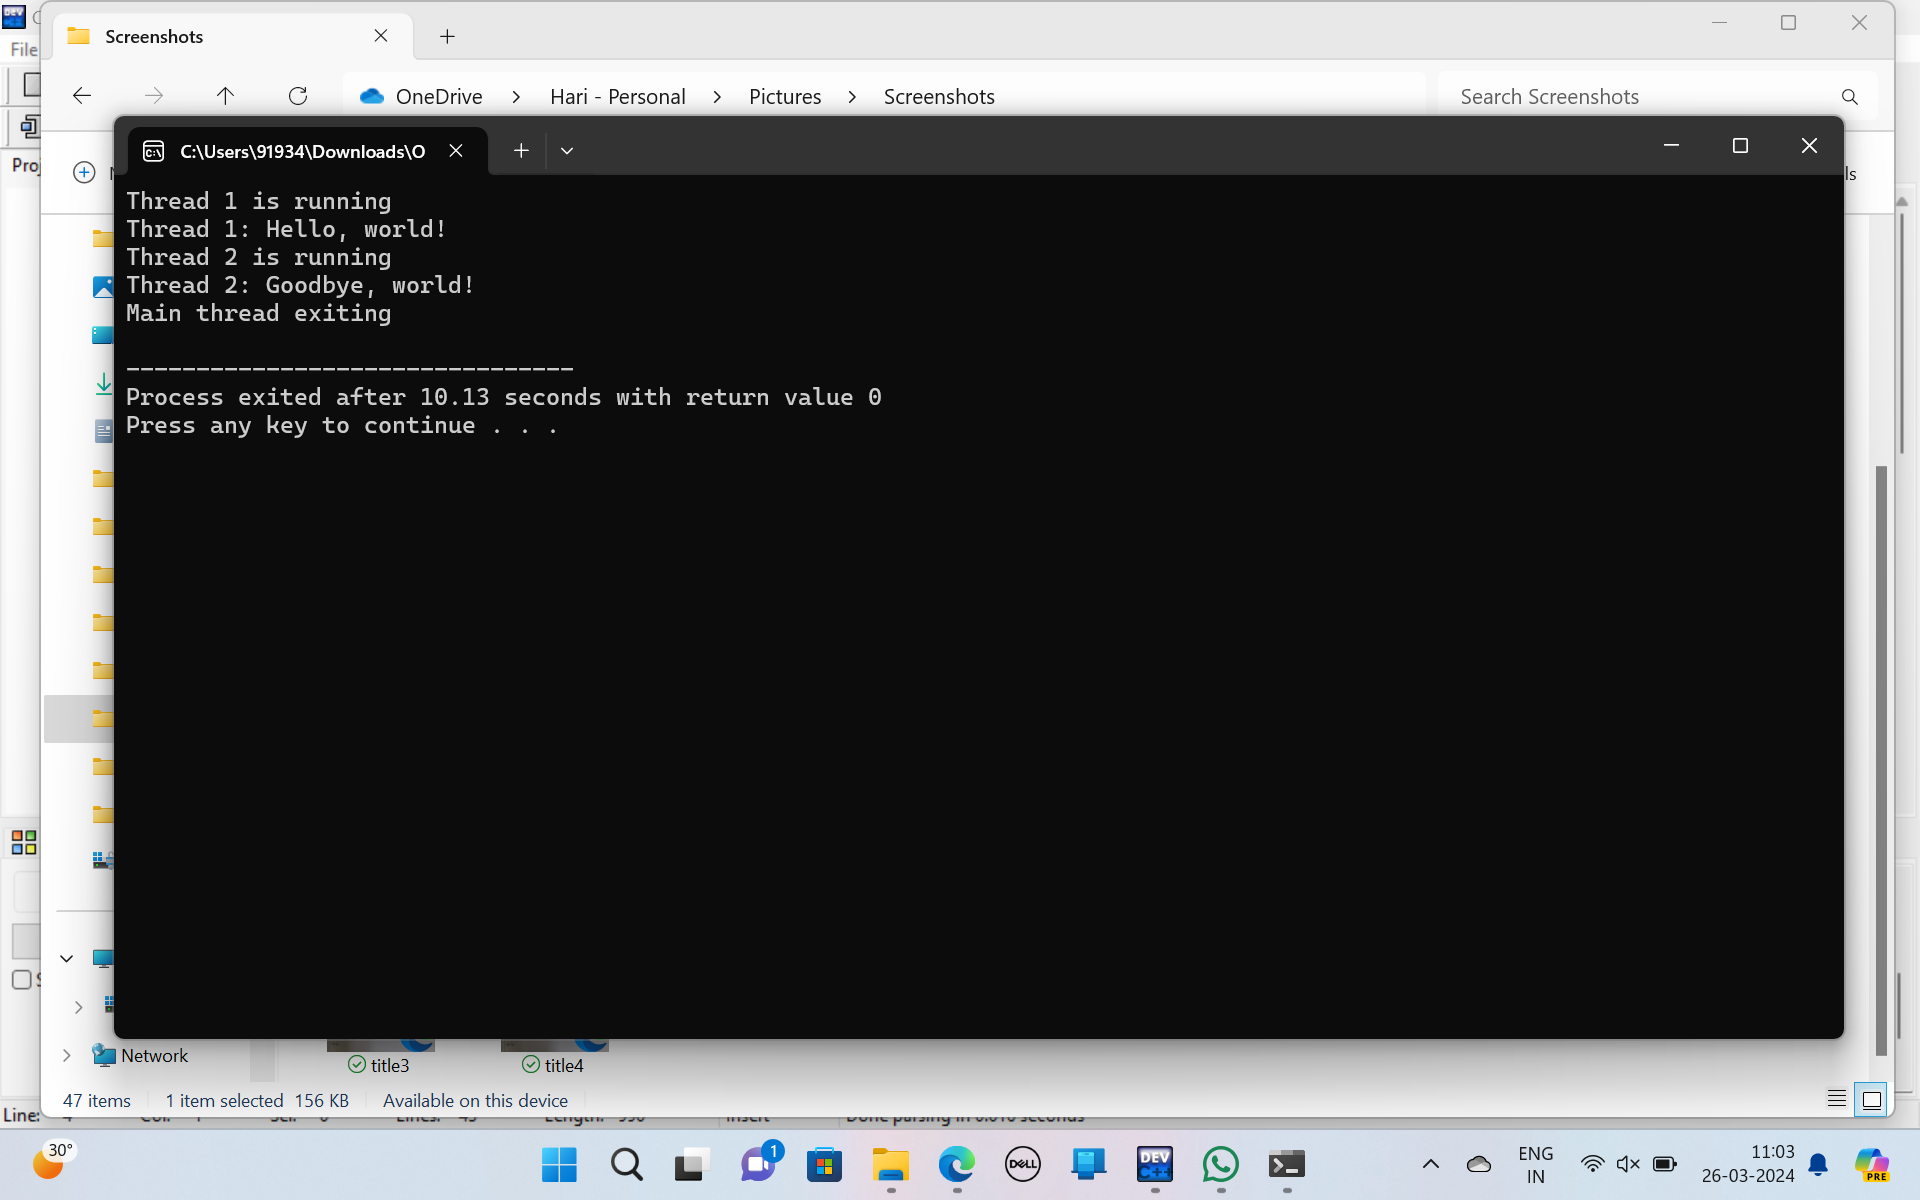 File
Screenshots
OneDrive > Hari - Personal > Pictures > Screenshots
Search Screenshots
C:\Users\91934\Downloads\O
Thread 1 is running
Thread 1: Hello, world!
Thread 2 is running
Thread 2: Goodbye, world!
Main thread exiting
--------------------------------
Process exited after 10.13 seconds with return value 0
Press any key to continue . . .
Network
title3
title4
47 items
1 item selected 156 KB
Available on this device
Line:
30°
1
DELL
DEV C++
ENG
IN
11:03
26-03-2024
PRE